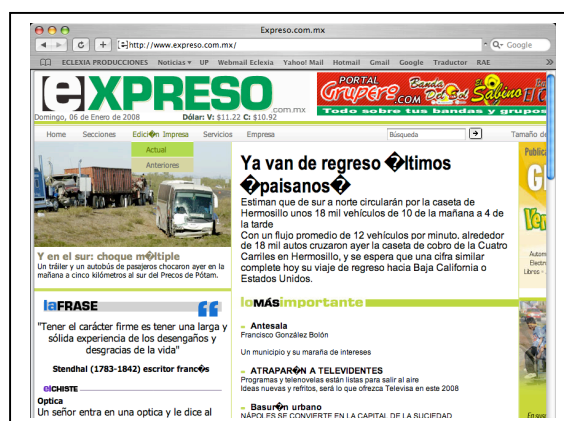 Expreso.com.mx
http://www.expreso.com.mx/
Google
ECLEXIA PRODUCCIONES Noticias UP Webmail Eclexia Yahoo! Mail Hotmail Gmail Google Traductor RAE
eXPRESO
.com.mx
Domingo, 06 de Enero de 2008
Dólar: V: $11.22 C: $10.92
PORTAL
GRUPERO.COM
Banda del Sol
El Sabino
Todo sobre tus bandas y grupos
Home Secciones Edici�n Impresa Servicios Empresa Búsqueda Tamaño de
Actual
Anteriores
Y en el sur: choque m�ltiple
Un tráiler y un autobús de pasajeros chocaron ayer en la
mañana a cinco kilómetros al sur del Precos de Pótam.
laFRASE
"Tener el carácter firme es tener una larga y
sólida experiencia de los desengaños y
desgracias de la vida"
Stendhal (1783-1842) escritor franc�s
elCHISTE
Optica
Un señor entra en una optica y le dice al
Ya van de regreso �ltimos
�paisanos�
Estiman que de sur a norte circularán por la caseta de
Hermosillo unos 18 mil vehículos de 10 de la mañana a 4 de
la tarde
Con un flujo promedio de 12 vehículos por minuto, alrededor
de 18 mil autos cruzaron ayer la caseta de cobro de la Cuatro
Carriles en Hermosillo, y se espera que una cifra similar
complete hoy su viaje de regreso hacia Baja California o
Estados Unidos.
loMÁSimportante
Antesala
Francisco González Bolón
Un municipio y su maraña de intereses
ATRAPAR�N A TELEVIDENTES
Programas y telenovelas están listas para salir al aire
Ideas nuevas y refritos, será lo que ofrezca Televisa en este 2008
Basur�n urbano
NÁPOLES SE CONVIERTE EN LA CAPITAL DE LA SUCIEDAD
Publica
Autom
Electr
Libros -